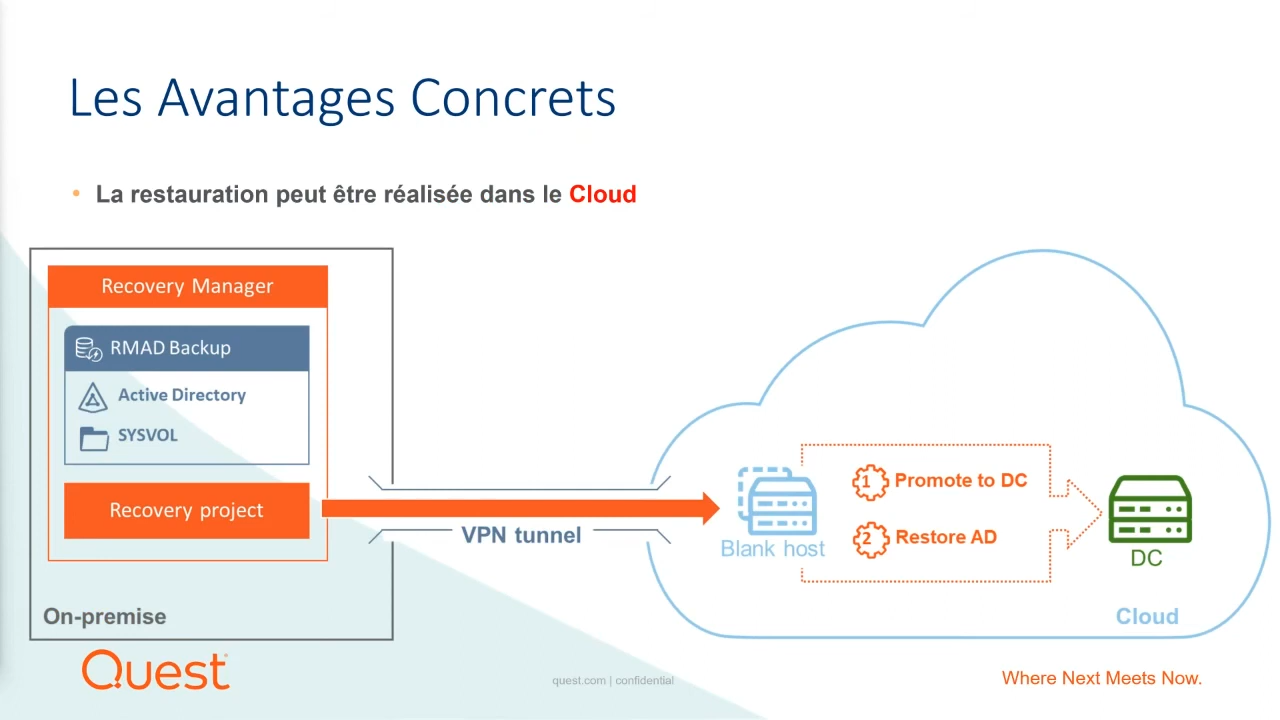 Les Avantages Concrets
• La restauration peut être réalisée dans le Cloud
Recovery Manager
RMAD Backup
Active Directory
SYSVOL
Recovery project
On-premise
VPN tunnel
Blank host
1 Promote to DC
2 Restore AD
DC
Cloud
Quest
quest.com | confidential
Where Next Meets Now.